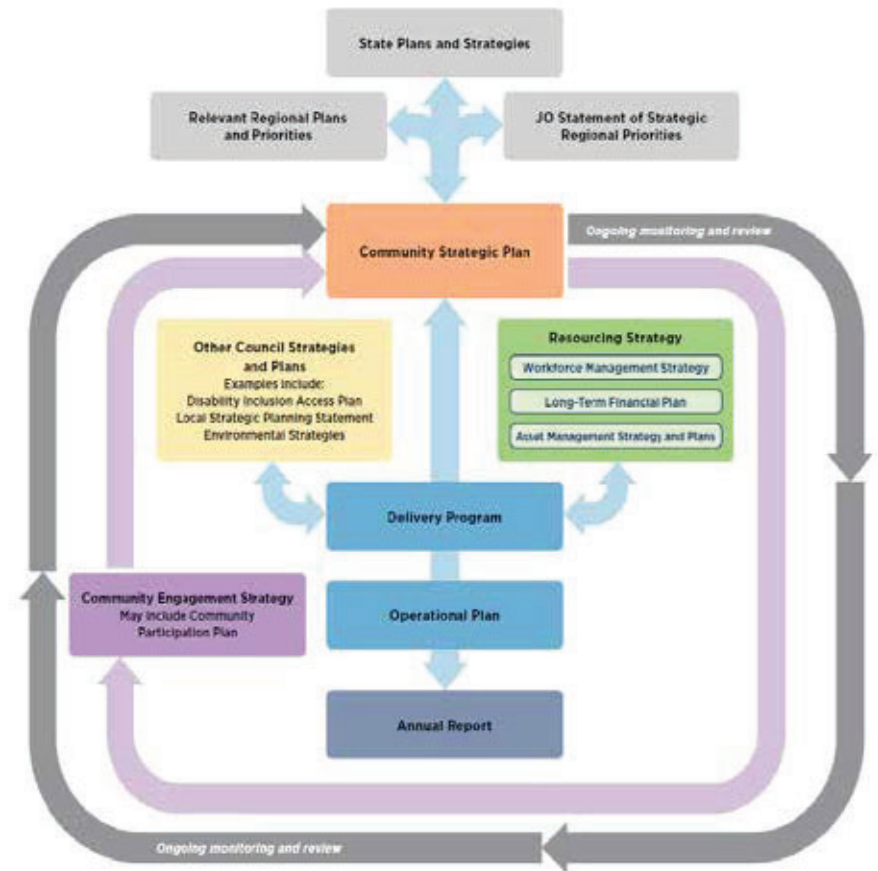 State Plans and Strategies
Relevant Regional Plans
and Priorities
JO Statement of Strategic
Regional Priorities
Community Strategic Plan
Ongoing monitoring and review
Other Council Strategies
and Plans
Examples Include:
Disability Inclusion Access Plan
Local Strategic Planning Statement
Environmental Strategies
Resourcing Strategy
Workforce Management Strategy
Long-Term Financial Plan
Asset Management Strategy and Plans
Delivery Program
Community Engagement Strategy
May Include Community
Participation Plan
Operational Plan
Annual Report
Ongoing monitoring and review